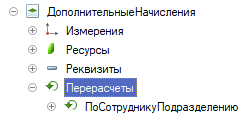 ДополнительныеНачисления
Измерения
Ресурсы
Реквизиты
Перерасчеты
ПоСотрудникуПодразделению